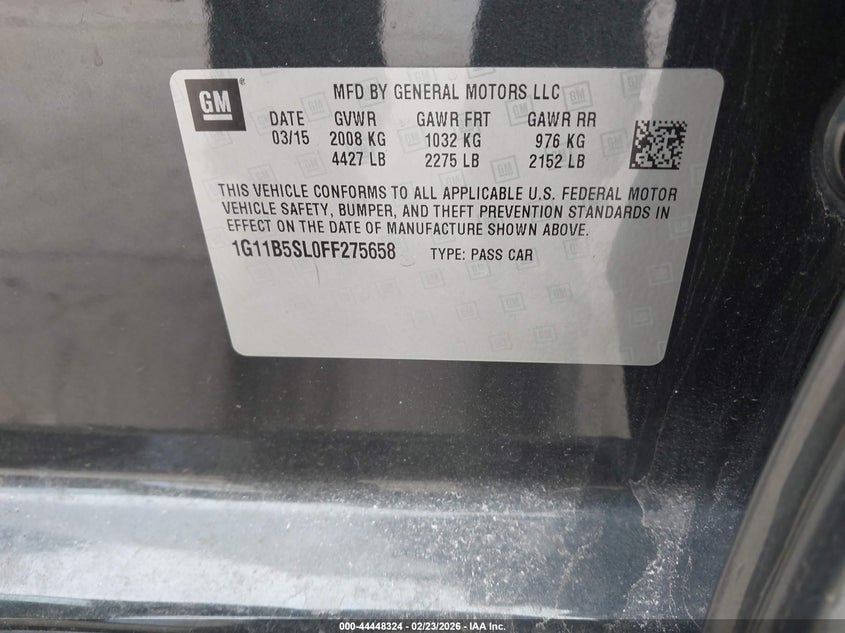 GM
MFD BY GENERAL MOTORS LLC
DATE GVWR GAWR FRT GAWR RR
03/15 2008 KG 1032 KG 976 KG
4427 LB 2275 LB 2152 LB
THIS VEHICLE CONFORMS TO ALL APPLICABLE U.S. FEDERAL MOTOR
VEHICLE SAFETY, BUMPER, AND THEFT PREVENTION STANDARDS IN
EFFECT ON THE DATE OF MANUFACTURE SHOWN ABOVE.
1G11B5SL0FF275658 TYPE: PASS CAR
000-44448324 - 02/23/2026 - IAA Inc.